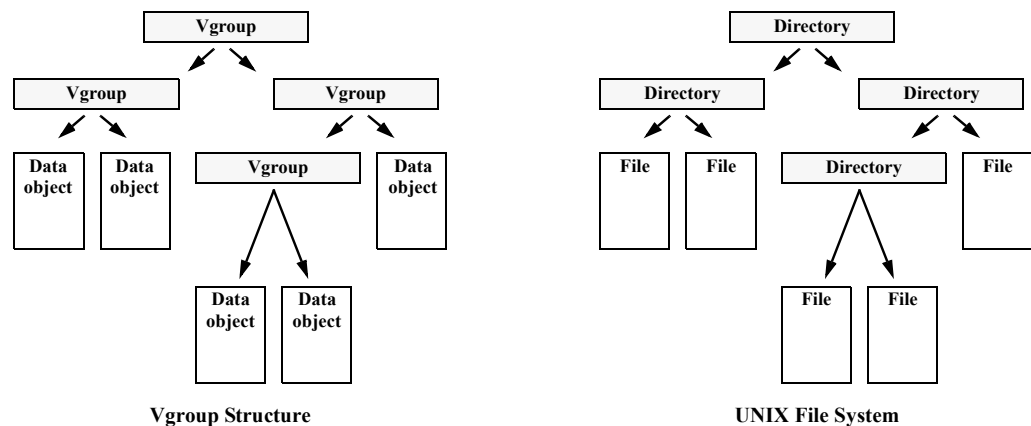 Vgroup
Vgroup
Vgroup
Data
object
Data
object
Vgroup
Data
object
Data
object
Data
object
Vgroup Structure
Directory
Directory
Directory
File
File
Directory
File
File
File
UNIX File System